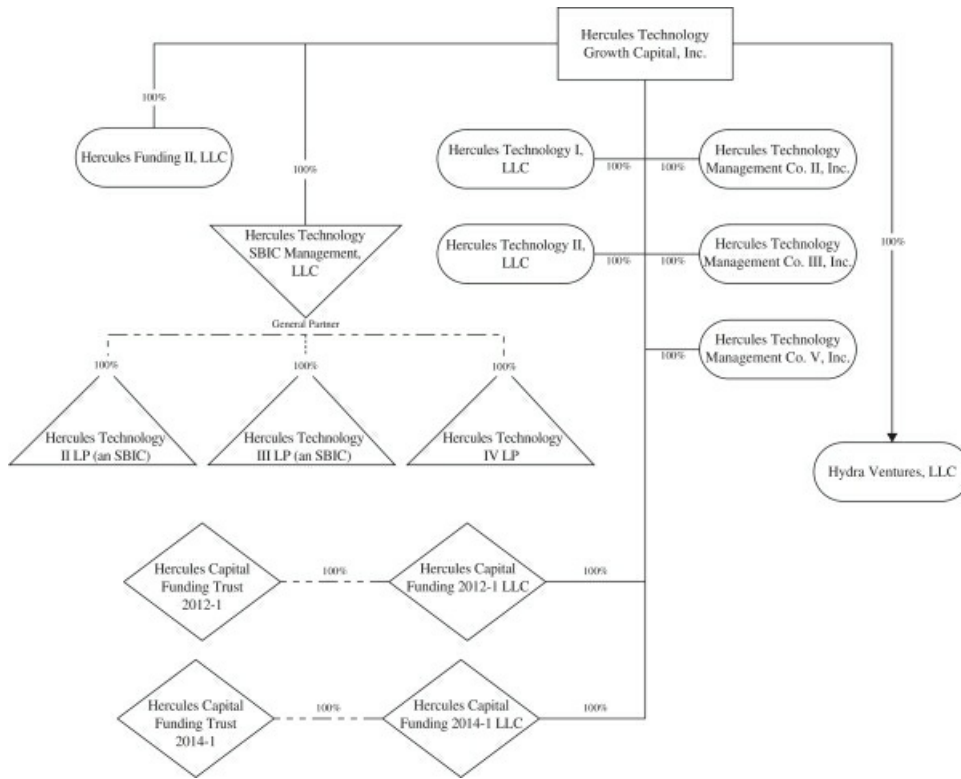 Hercules Technology
Growth Capital, Inc.
100%
100%
100%
100%
Hercules Funding II, LLC
Hercules Technology I,
LLC
100%
100%
Hercules Technology
Management Co. II, Inc.
Hercules Technology
SBIC Management,
LLC
Hercules Technology II,
LLC
100%
100%
Hercules Technology
Management Co. III, Inc.
General Partner
100%
Hercules Technology
Management Co. V, Inc.
100%
100%
100%
Hercules Technology
II LP (an SBIC)
Hercules Technology
III LP (an SBIC)
Hercules Technology
IV LP
Hydra Ventures, LLC
Hercules Capital
Funding Trust
2012-1
100%
Hercules Capital
Funding 2012-1 LLC
100%
Hercules Capital
Funding Trust
2014-1
100%
Hercules Capital
Funding 2014-1 LLC
100%